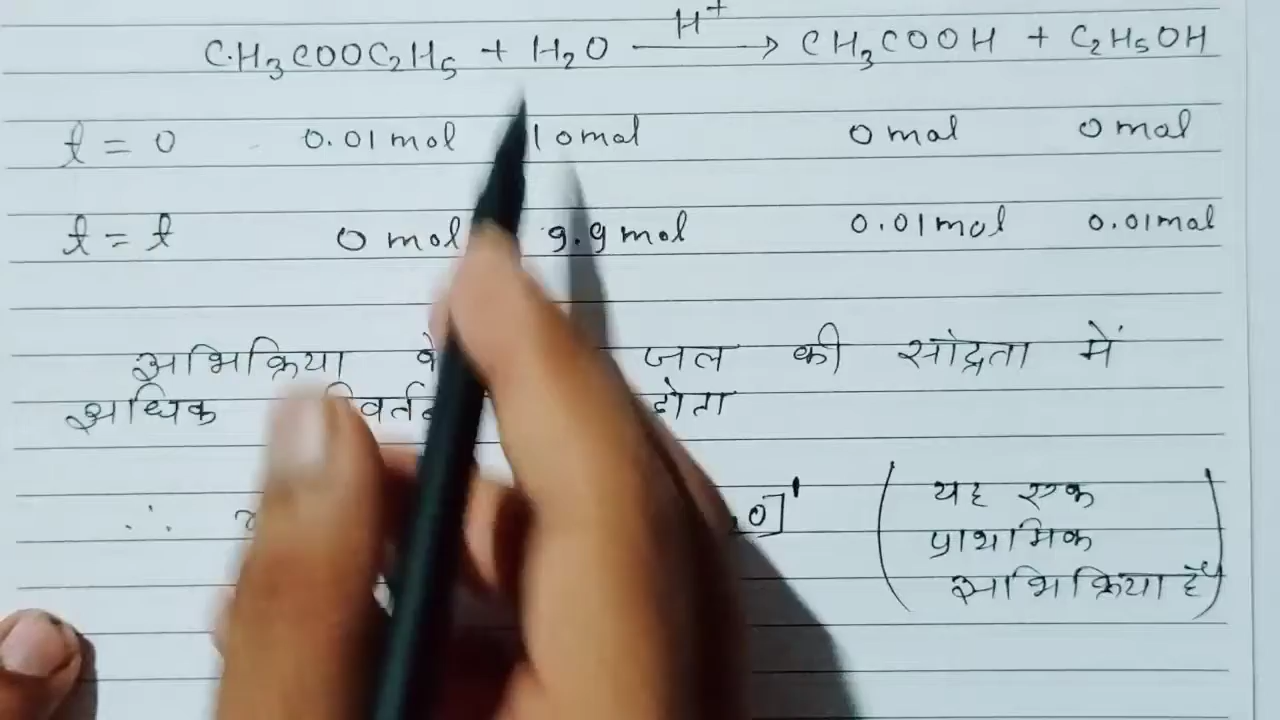 CH₃COOC₂H₅ + H₂O —H⁺→ CH₃COOH + C₂H₅OH
t = 0 0.01 mol 10 mol 0 mol 0 mol
t = t 0 mol 9.9 mol 0.01 mol 0.01 mol
अभिक्रिया जल की सांद्रता में
अधिक होता
∴ O]¹ (यह एक
प्राथमिक
अभिक्रिया है)